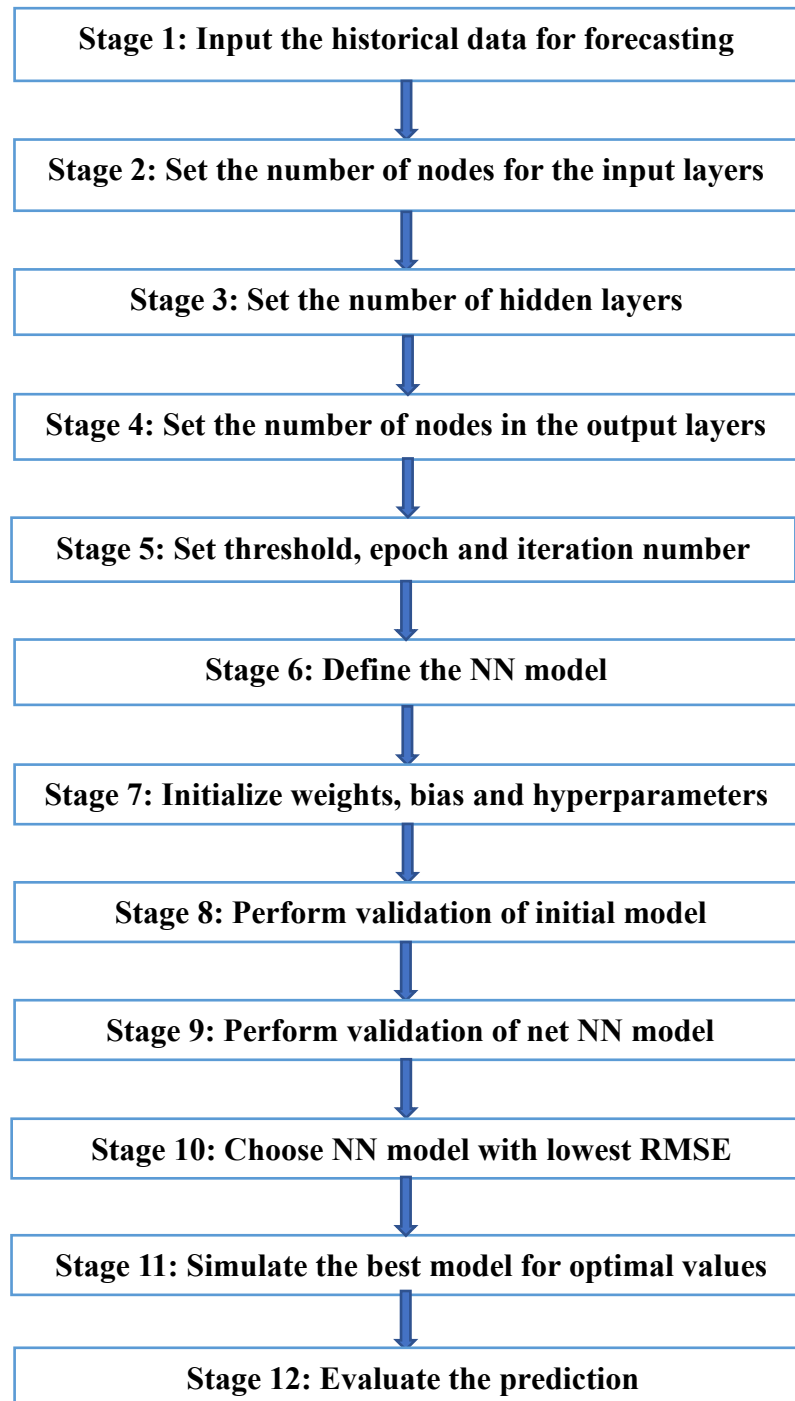 Stage 1: Input the historical data for forecasting
Stage 2: Set the number of nodes for the input layers
Stage 3: Set the number of hidden layers
Stage 4: Set the number of nodes in the output layers
Stage 5: Set threshold, epoch and iteration number
Stage 6: Define the NN model
Stage 7: Initialize weights, bias and hyperparameters
Stage 8: Perform validation of initial model
Stage 9: Perform validation of net NN model
Stage 10: Choose NN model with lowest RMSE
Stage 11: Simulate the best model for optimal values
Stage 12: Evaluate the prediction